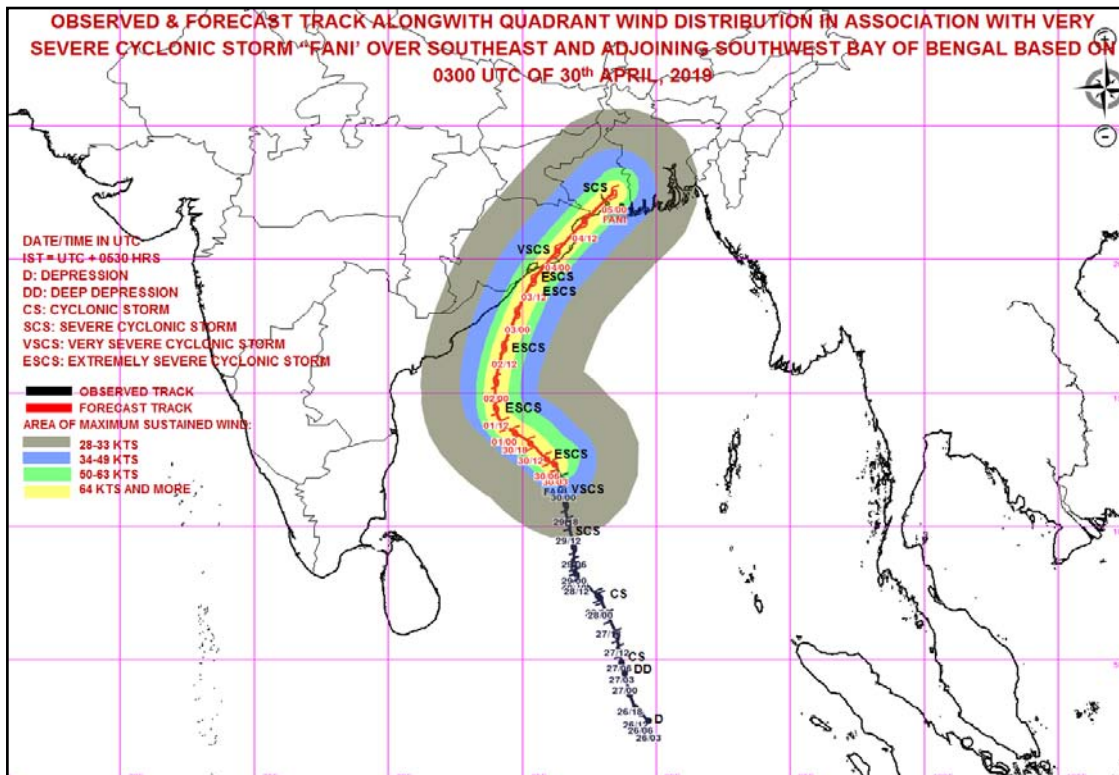 OBSERVED & FORECAST TRACK ALONGWITH QUADRANT WIND DISTRIBUTION IN ASSOCIATION WITH VERY
SEVERE CYCLONIC STORM "FANI' OVER SOUTHEAST AND ADJOINING SOUTHWEST BAY OF BENGAL BASED ON
0300 UTC OF 30th APRIL, 2019
DATE/TIME IN UTC
IST = UTC + 0530 HRS
D: DEPRESSION
DD: DEEP DEPRESSION
CS: CYCLONIC STORM
SCS: SEVERE CYCLONIC STORM
VSCS: VERY SEVERE CYCLONIC STORM
ESCS: EXTREMELY SEVERE CYCLONIC STORM
OBSERVED TRACK
FORECAST TRACK
AREA OF MAXIMUM SUSTAINED WIND:
28-33 KTS
34-49 KTS
50-63 KTS
64 KTS AND MORE
SCS
05/00
FANI
04/12
VSCS
04/00
ESCS
ESCS
03/12
03/00
ESCS
02/12
02/00
ESCS
01/12
01/00
30/18
30/12
ESCS
30/06
FANI
VSCS
30/00
29/18
SCS
29/12
29/06
29/00
28/12
CS
28/00
27/12
CS
27/06
DD
27/03
27/00
26/18
D
26/12
26/06
26/03